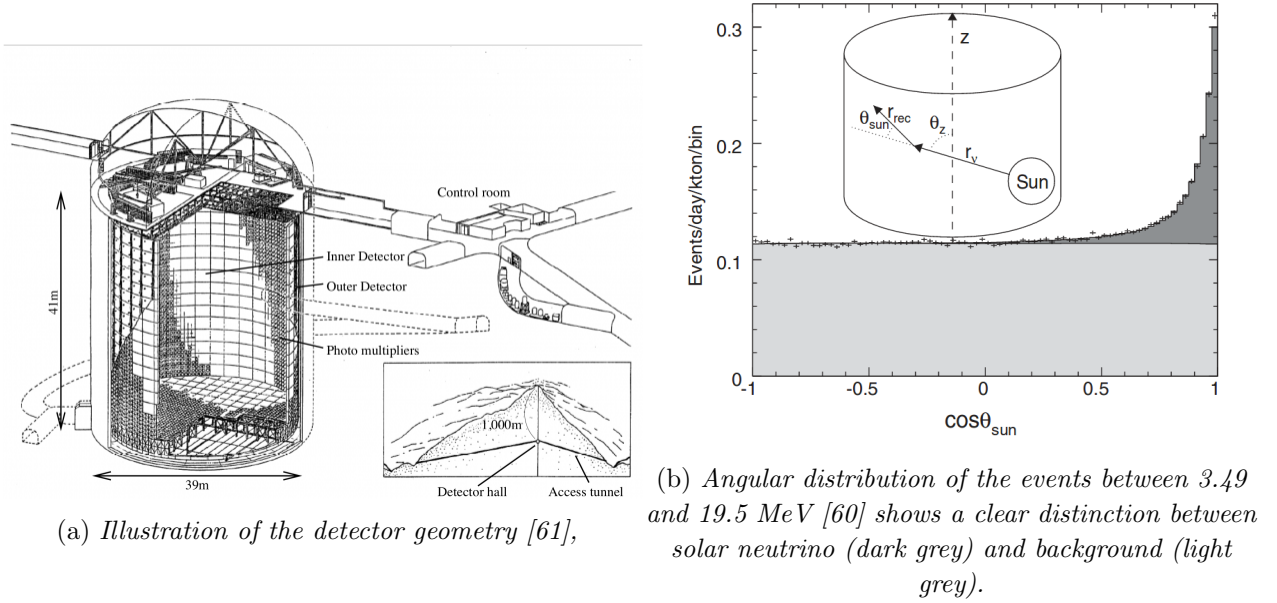 Control room
Inner Detector
Outer Detector
Photo multipliers
41m
39m
1,000m
Detector hall
Access tunnel
(a) Illustration of the detector geometry [61],
Events/day/kton/bin
0.3
0.2
0.1
0
-1
-0.5
0
0.5
1
cosθsun
z
θsun
rrec
θz
rν
Sun
(b) Angular distribution of the events between 3.49
and 19.5 MeV [60] shows a clear distinction between
solar neutrino (dark grey) and background (light
grey).